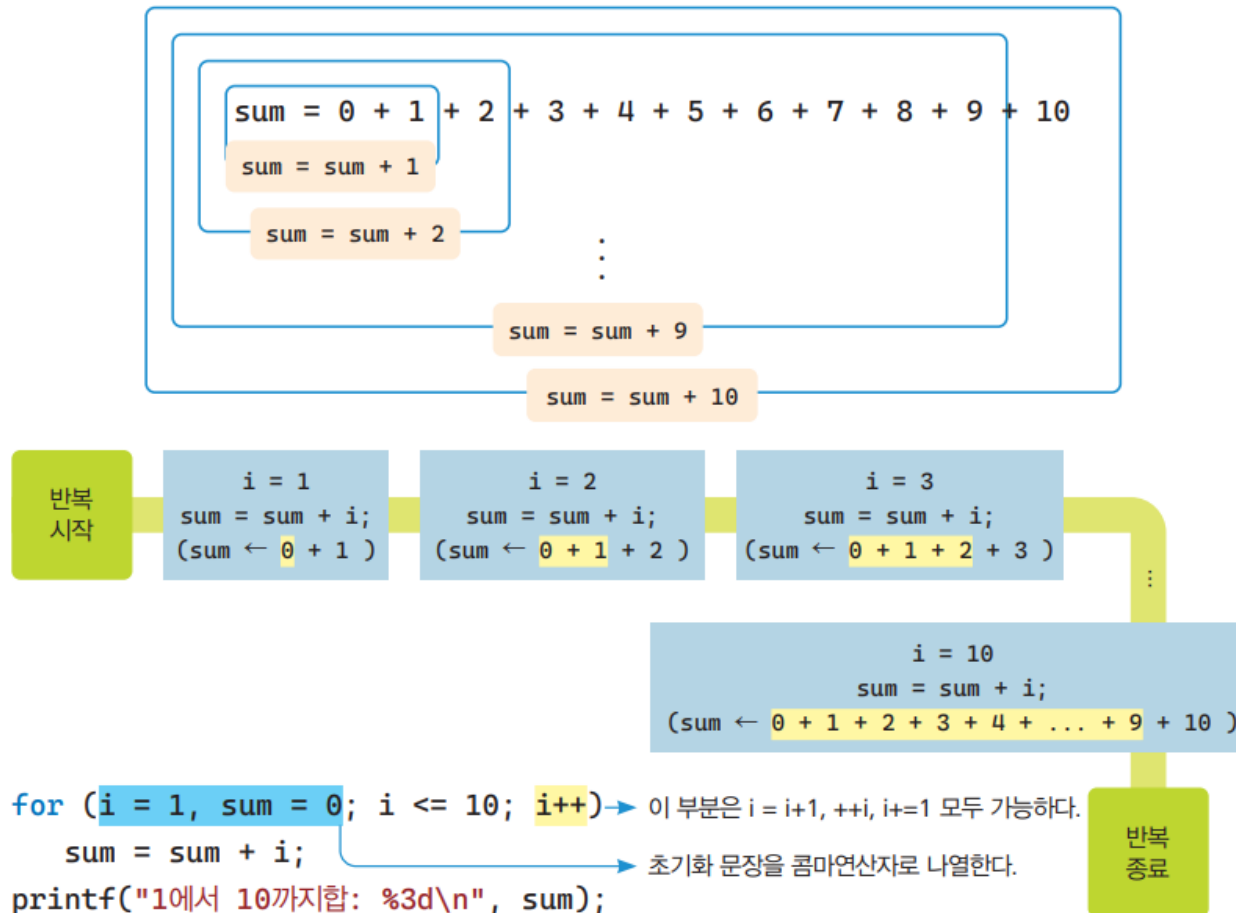 sum = 0 + 1 + 2 + 3 + 4 + 5 + 6 + 7 + 8 + 9 + 10
sum = sum + 1
sum = sum + 2
⋮
sum = sum + 9
sum = sum + 10
반복
시작
i = 1
sum = sum + i;
(sum ← 0 + 1 )
i = 2
sum = sum + i;
(sum ← 0 + 1 + 2 )
i = 3
sum = sum + i;
(sum ← 0 + 1 + 2 + 3 )
⋮
i = 10
sum = sum + i;
(sum ← 0 + 1 + 2 + 3 + 4 + ... + 9 + 10 )
for (i = 1, sum = 0; i <= 10; i++) 이 부분은 i = i+1, ++i, i+=1 모두 가능하다.
sum = sum + i;
초기화 문장을 콤마연산자로 나열한다.
printf("1에서 10까지합: %3d\n", sum);
반복
종료